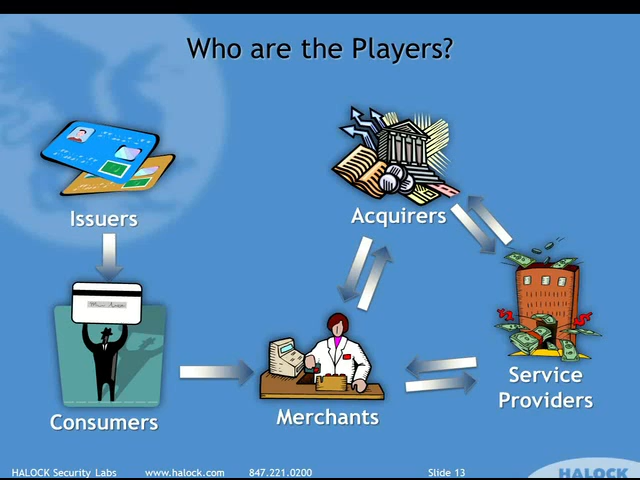 Who are the Players?
Issuers
Acquirers
Consumers
Merchants
Service
Providers
HALOCK Security Labs www.halock.com 847.221.0200 Slide 13
HALOCK